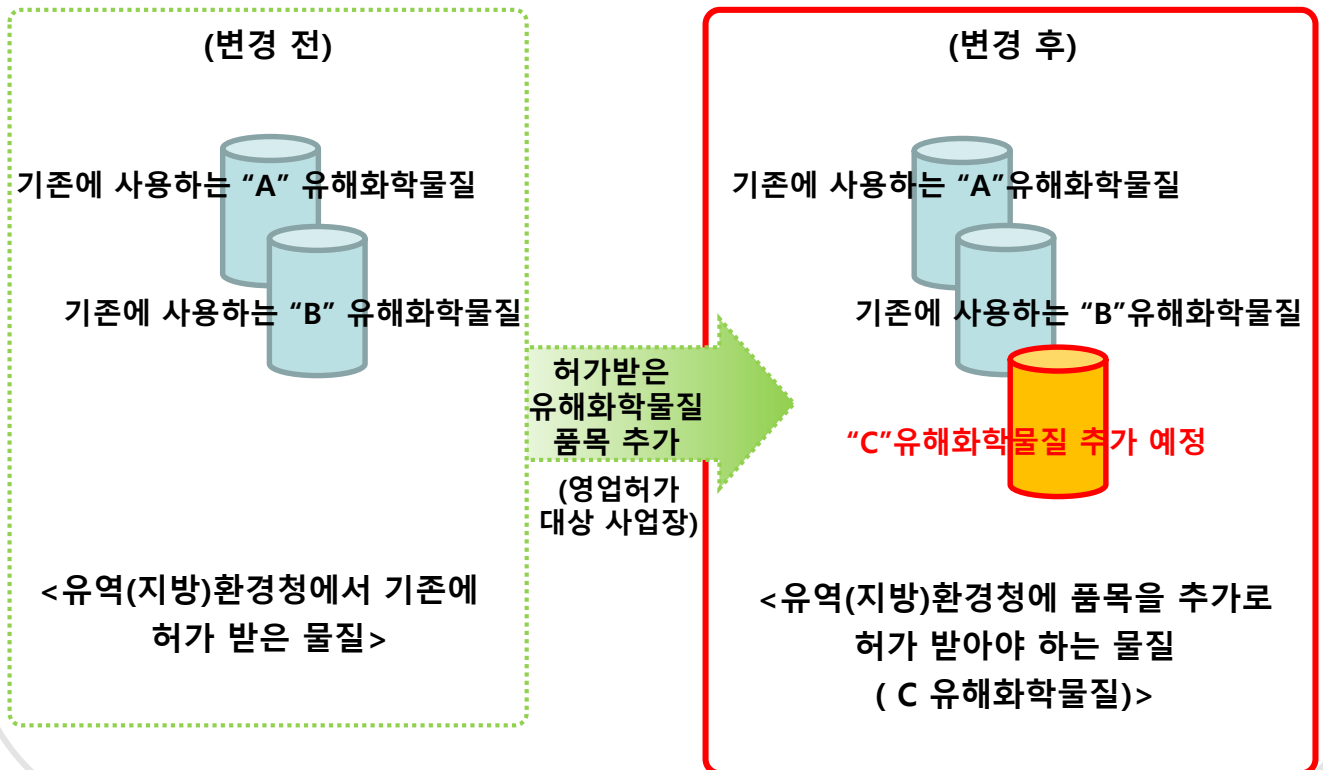 (변경 전)
기존에 사용하는 “A” 유해화학물질
기존에 사용하는 “B” 유해화학물질
<유역(지방)환경청에서 기존에
허가 받은 물질>
허가받은
유해화학물질
품목 추가
(영업허가
대상 사업장)
(변경 후)
기존에 사용하는 “A”유해화학물질
기존에 사용하는 “B”유해화학물질
“C”유해화학물질 추가 예정
<유역(지방)환경청에 품목을 추가로
허가 받아야 하는 물질
( C 유해화학물질)>